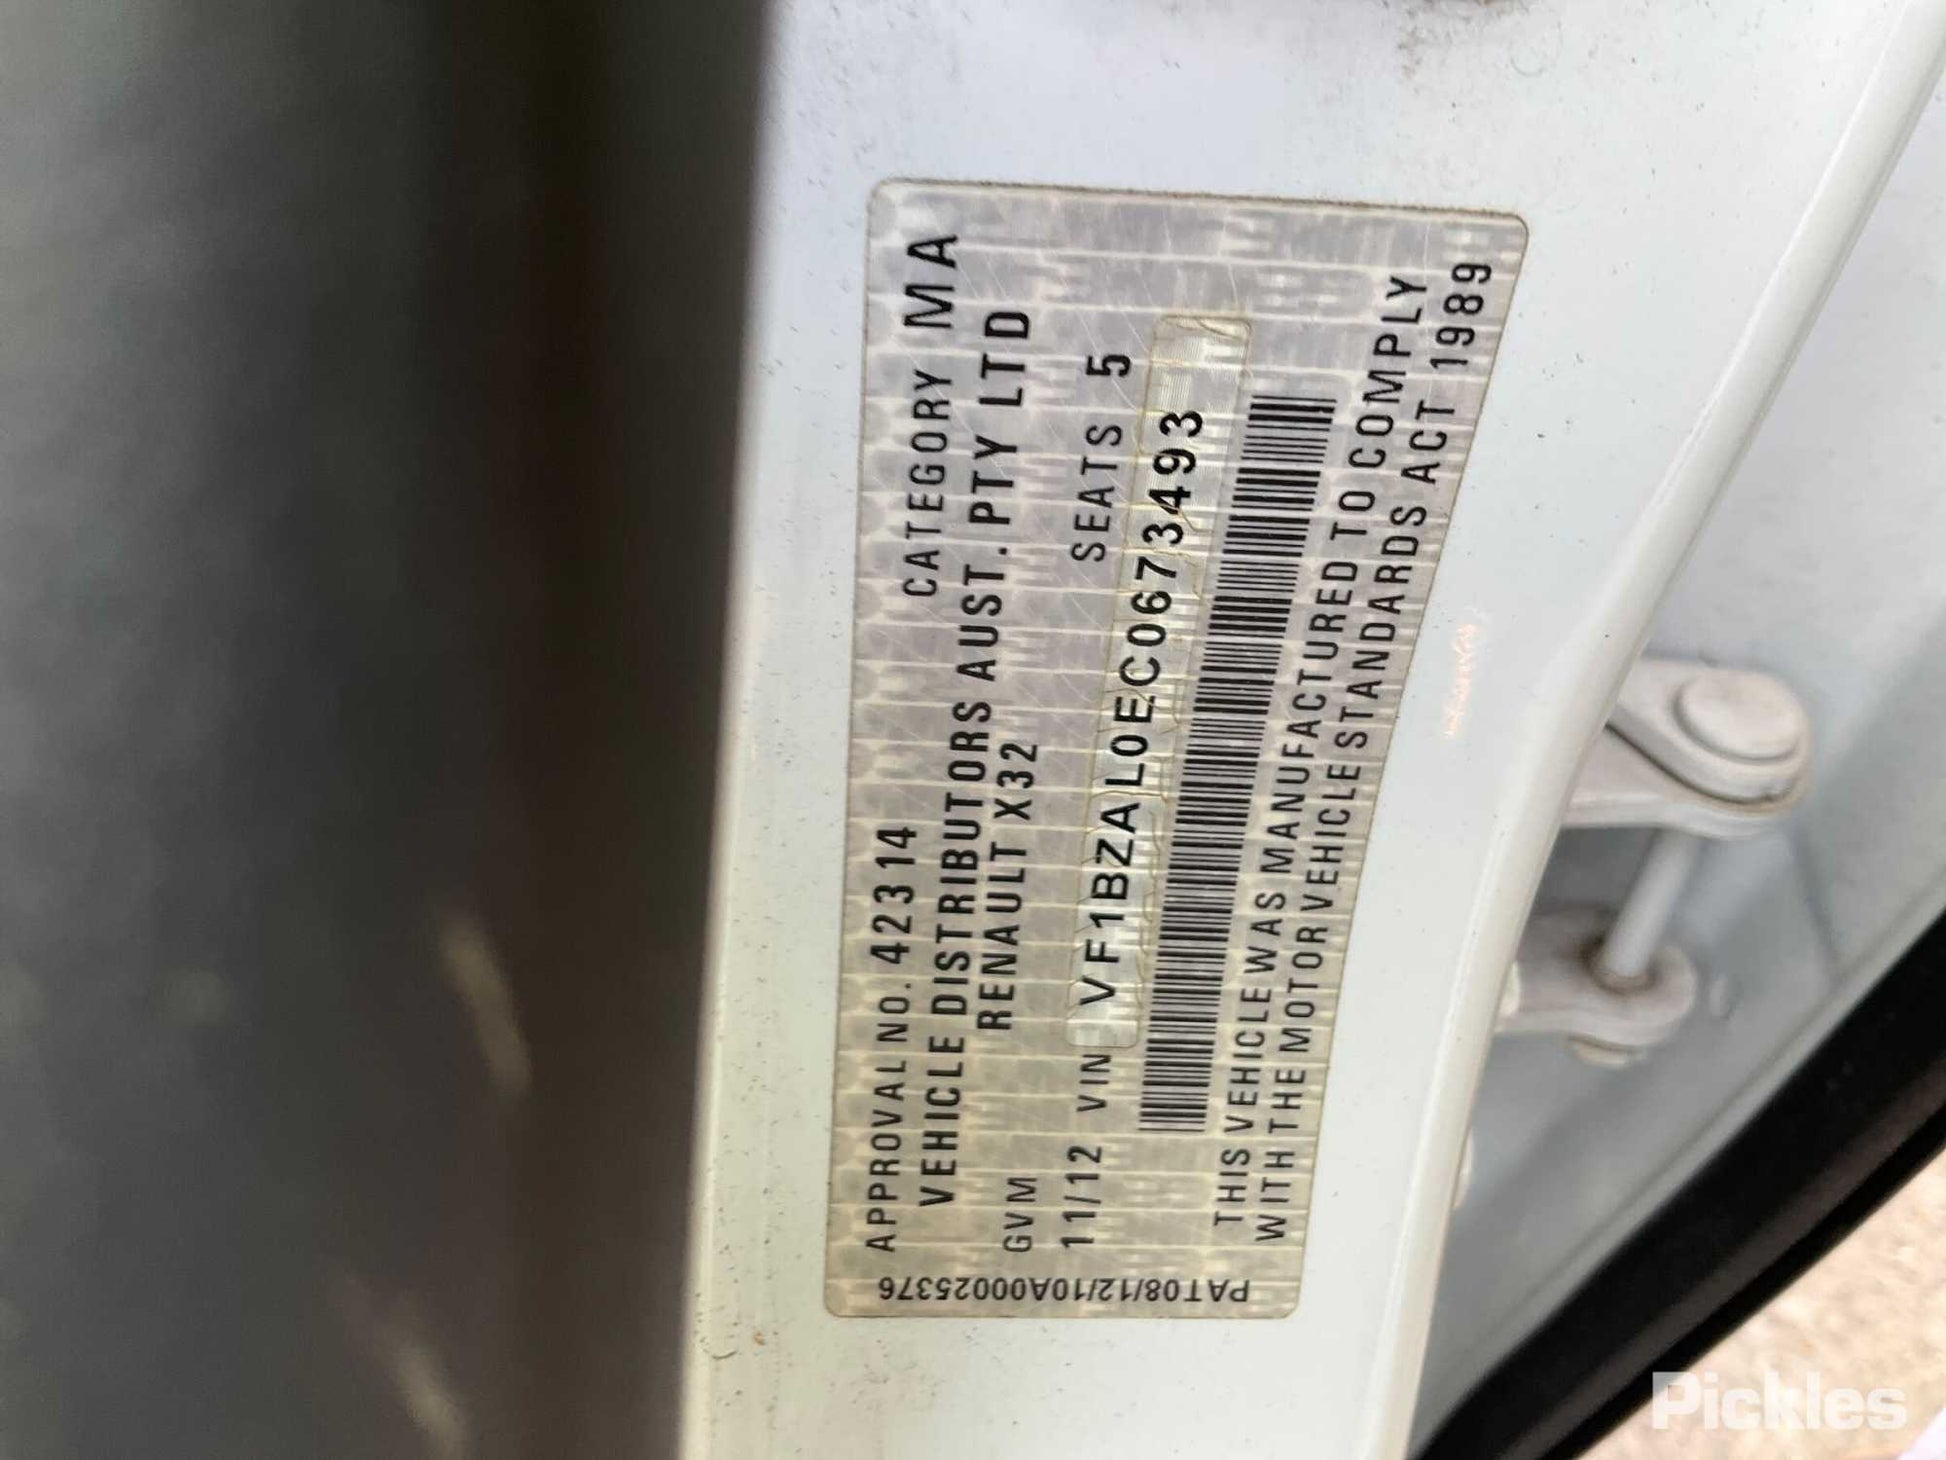 APPROVAL NO. 42314 CATEGORY MA
VEHICLE DISTRIBUTORS AUST. PTY LTD
RENAULT X32
GVM SEATS 5
11/12 VIN VF1BZAL0EC0673493
THIS VEHICLE WAS MANUFACTURED TO COMPLY
WITH THE MOTOR VEHICLE STANDARDS ACT 1989
PAT08/12/10A00025376
Pickles